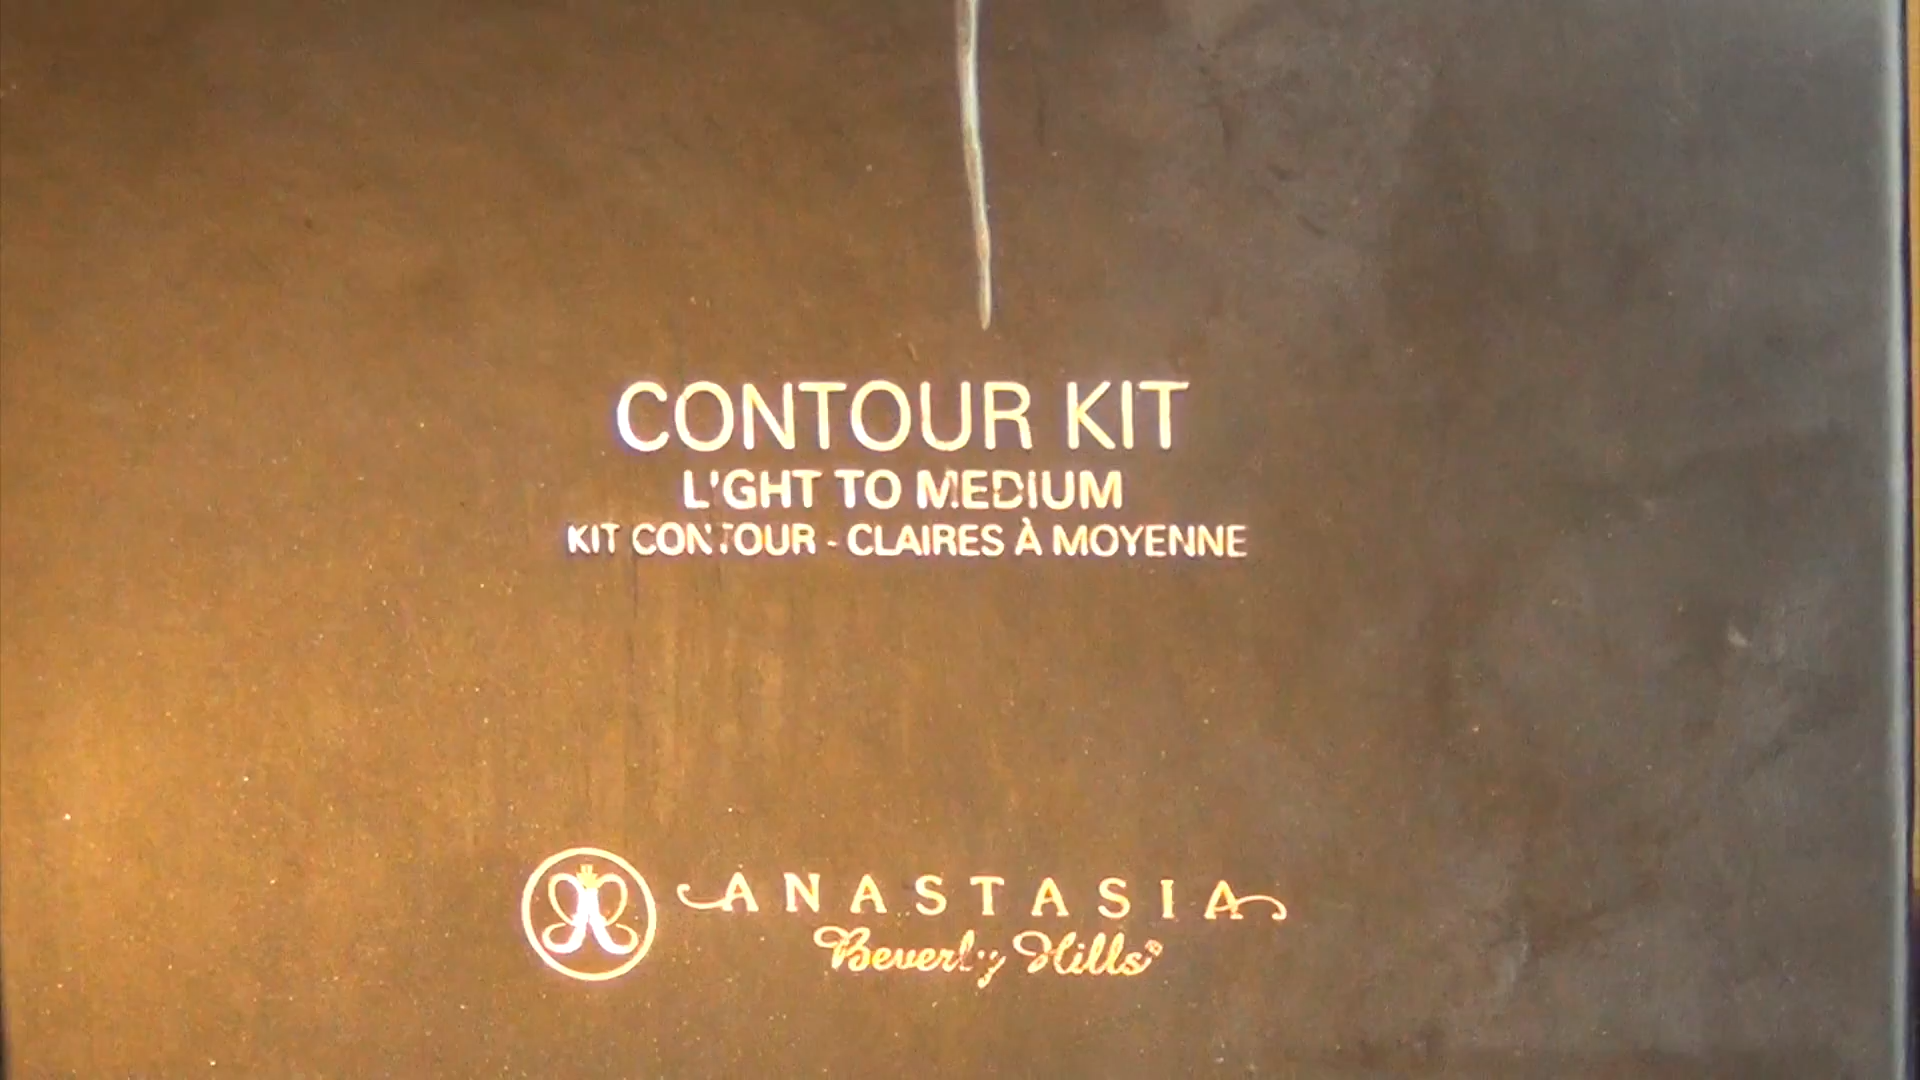 CONTOUR KIT
LIGHT TO MEDIUM
KIT CONTOUR - CLAIRES À MOYENNE
ANASTASIA
Beverly Hills®